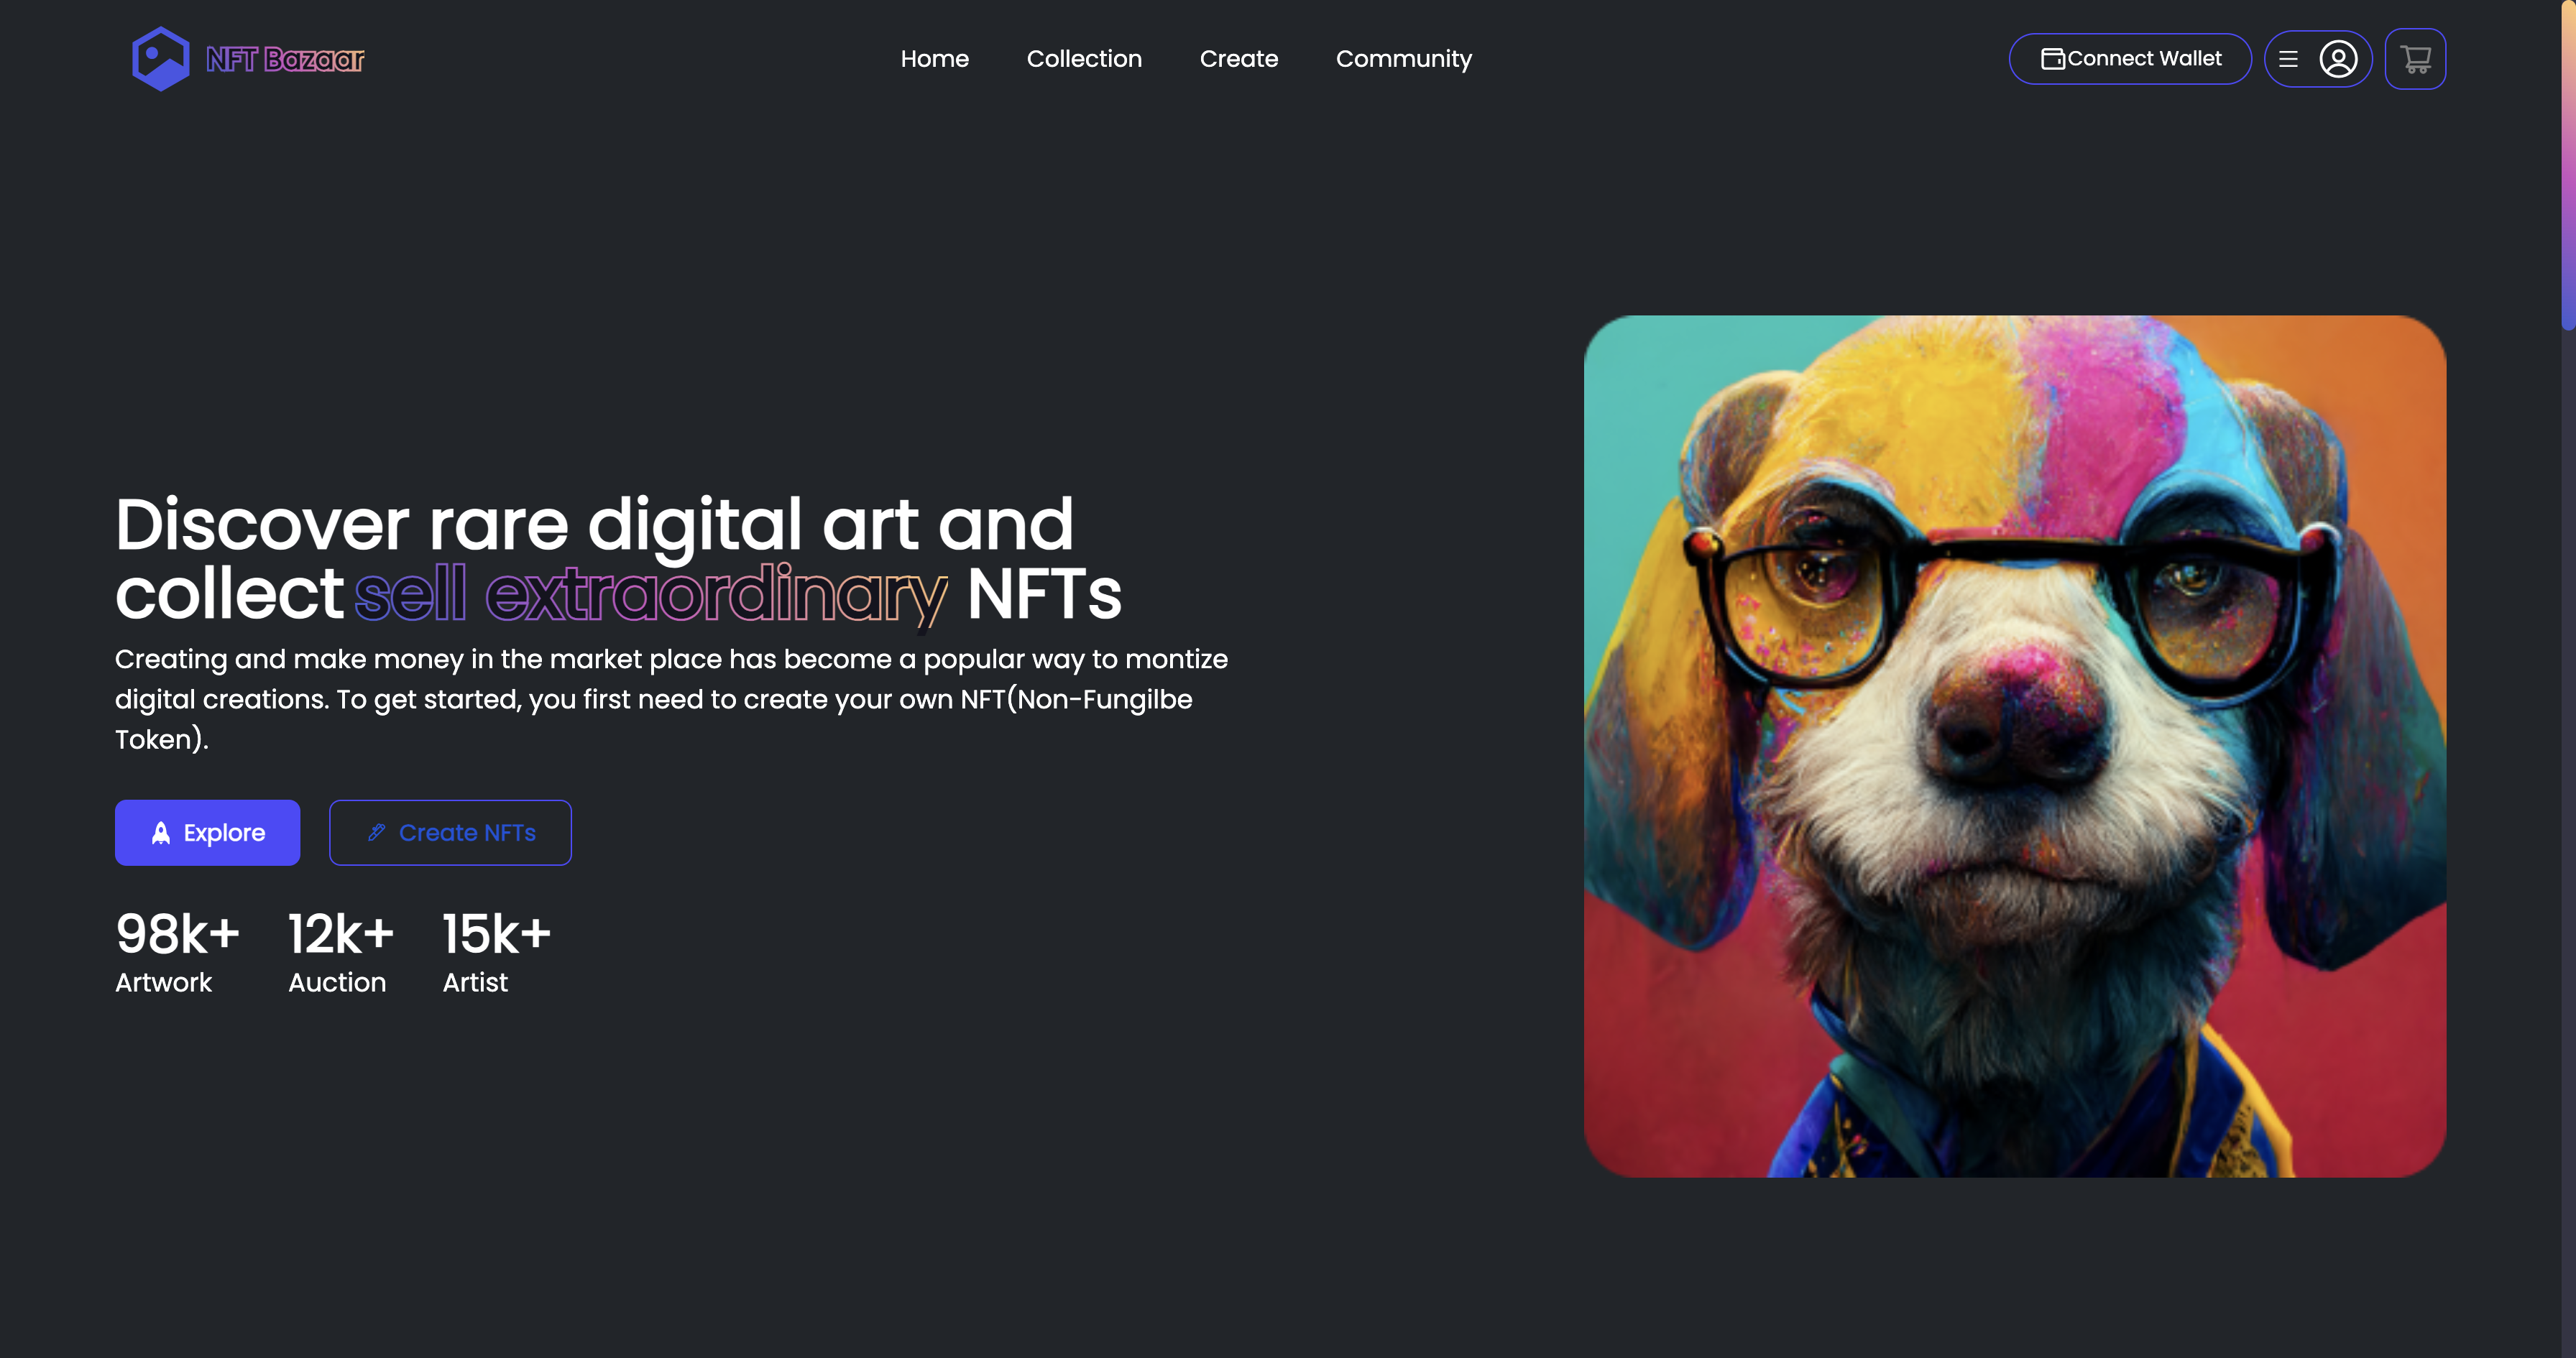 NFT Bazaar
Home Collection Create Community
Connect Wallet
Discover rare digital art and
collect sell extraordinary NFTs
Creating and make money in the market place has become a popular way to montize
digital creations. To get started, you first need to create your own NFT(Non-Fungilbe
Token).
Explore Create NFTs
98k+ 12k+ 15k+
Artwork Auction Artist